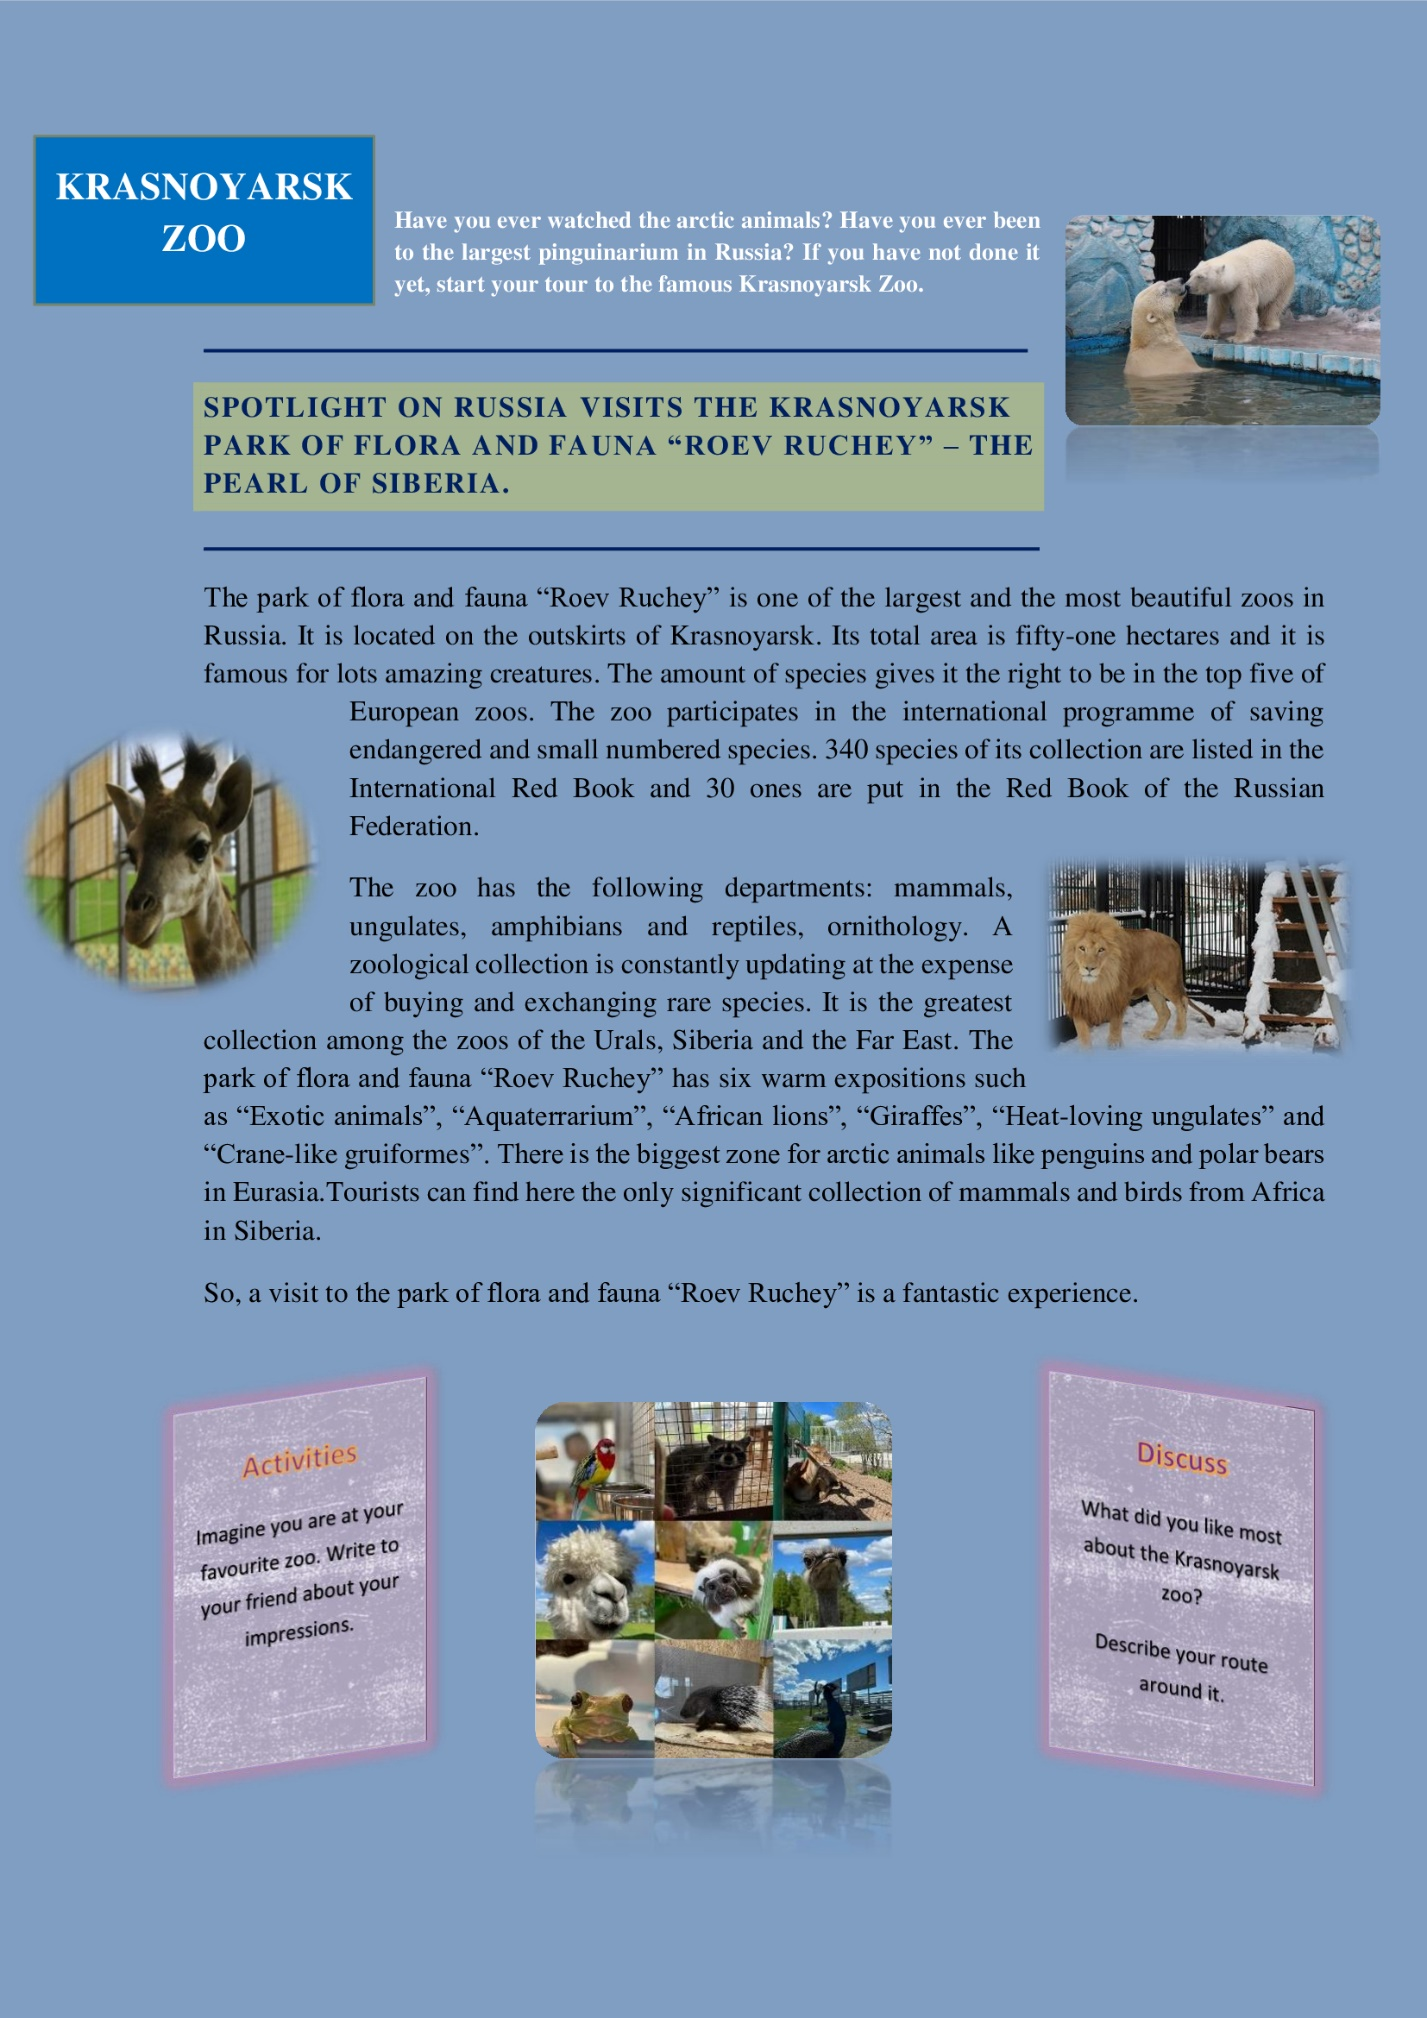 KRASNOYARSK
ZOO
Have you ever watched the arctic animals? Have you ever been
to the largest pinguinarium in Russia? If you have not done it
yet, start your tour to the famous Krasnoyarsk Zoo.
SPOTLIGHT ON RUSSIA VISITS THE KRASNOYARSK
PARK OF FLORA AND FAUNA “ROEV RUCHEY” – THE
PEARL OF SIBERIA.
The park of flora and fauna “Roev Ruchey” is one of the largest and the most beautiful zoos in
Russia. It is located on the outskirts of Krasnoyarsk. Its total area is fifty-one hectares and it is
famous for lots amazing creatures. The amount of species gives it the right to be in the top five of
European zoos. The zoo participates in the international programme of saving
endangered and small numbered species. 340 species of its collection are listed in the
International Red Book and 30 ones are put in the Red Book of the Russian
Federation.
The zoo has the following departments: mammals,
ungulates, amphibians and reptiles, ornithology. A
zoological collection is constantly updating at the expense
of buying and exchanging rare species. It is the greatest
collection among the zoos of the Urals, Siberia and the Far East. The
park of flora and fauna “Roev Ruchey” has six warm expositions such
as “Exotic animals”, “Aquaterrarium”, “African lions”, “Giraffes”, “Heat-loving ungulates” and
“Crane-like gruiformes”. There is the biggest zone for arctic animals like penguins and polar bears
in Eurasia.Tourists can find here the only significant collection of mammals and birds from Africa
in Siberia.
So, a visit to the park of flora and fauna “Roev Ruchey” is a fantastic experience.
Activities
Imagine you are at your
favourite zoo. Write to
your friend about your
impressions.
Discuss
What did you like most
about the Krasnoyarsk
zoo?
Describe your route
around it.